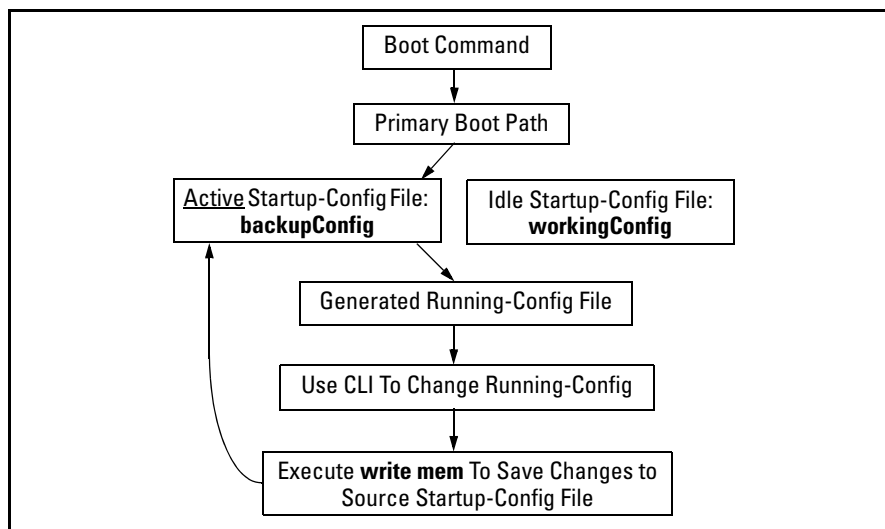 Boot Command
Primary Boot Path
Active Startup-Config File:
backupConfig
Idle Startup-Config File:
workingConfig
Generated Running-Config File
Use CLI To Change Running-Config
Execute write mem To Save Changes to
Source Startup-Config File